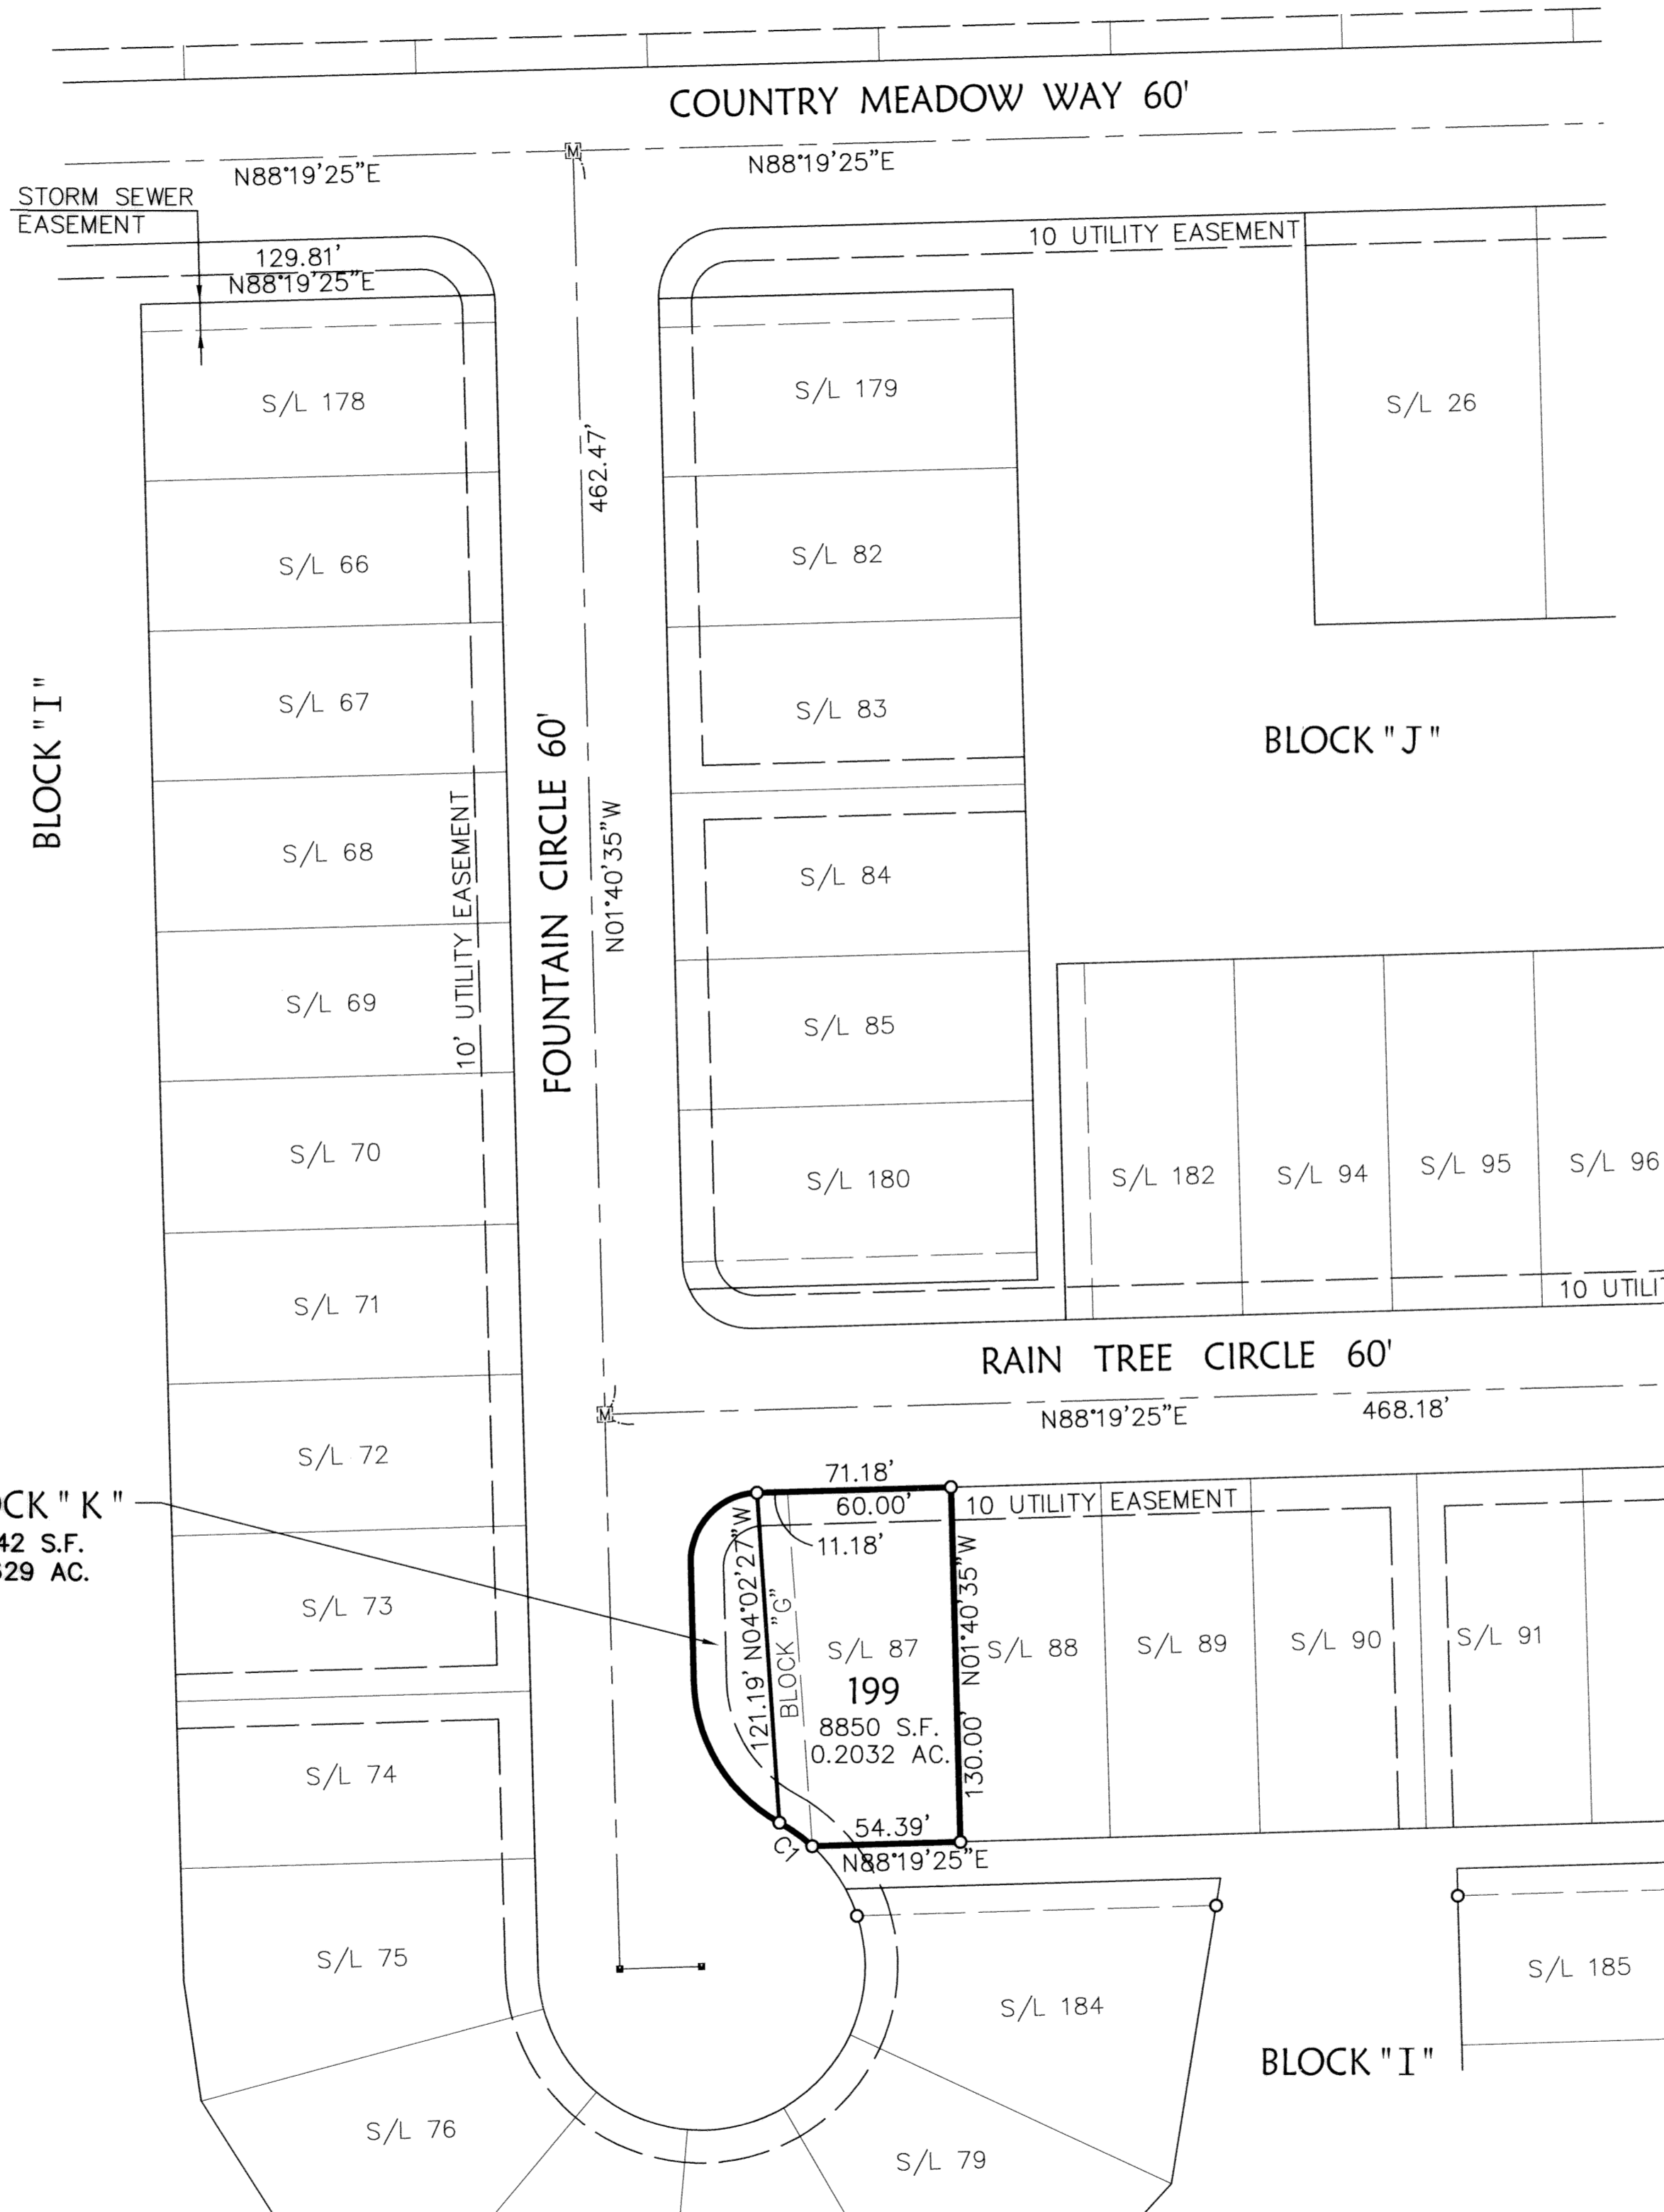 COUNTRY MEADOW WAY 60'
N88°19'25"E
N88°19'25"E
STORM SEWER
EASEMENT
129.81'
N88°19'25"E
10 UTILITY EASEMENT
S/L 178
S/L 179
S/L 26
462.47'
S/L 66
S/L 82
S/L 67
S/L 83
BLOCK "I"
FOUNTAIN CIRCLE 60'
N01°40'35"W
BLOCK "J"
10' UTILITY EASEMENT
S/L 68
S/L 84
S/L 69
S/L 85
S/L 70
S/L 180
S/L 182
S/L 94
S/L 95
S/L 96
S/L 71
10 UTILIT
RAIN TREE CIRCLE 60'
M
M
N88°19'25"E
468.18'
S/L 72
71.18'
60.00'
10 UTILITY EASEMENT
11.18'
OCK "K"
42 S.F.
29 AC.
S/L 73
121.19' N04°02'27"W
BLOCK "G"
S/L 87
199
8850 S.F.
0.2032 AC.
130.00' N01°40'35"W
S/L 88
S/L 89
S/L 90
S/L 91
S/L 74
54.39'
C1
N88°19'25"E
S/L 75
S/L 184
S/L 185
BLOCK "I"
S/L 76
S/L 79